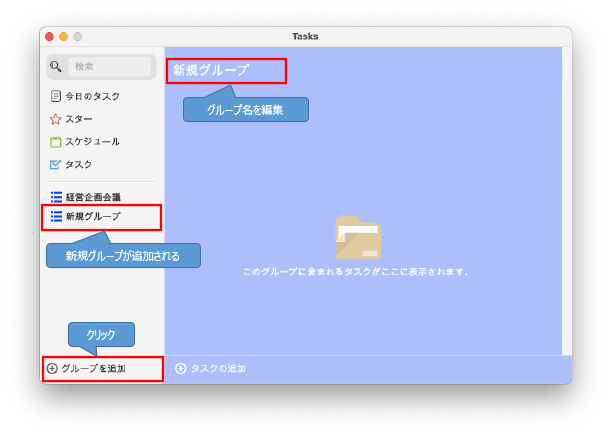 Tasks
検索
今日のタスク
スター
スケジュール
タスク
経営企画会議
新規グループ
新規グループが追加される
クリック
グループを追加
新規グループ
グループ名を編集
このグループに含まれるタスクがここに表示されます。
タスクの追加